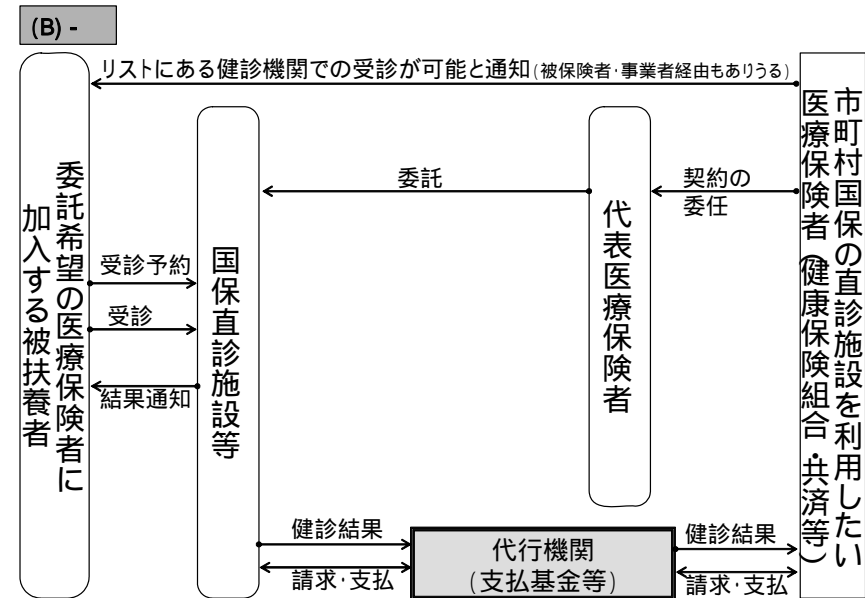 (B) -
リストにある健診機関での受診が可能と通知(被保険者・事業者経由もありうる)
委託希望の医療保険者に
加入する被扶養者
国保直診施設等
代表医療保険者
市町村国保の直診施設を利用したい
医療保険者(健康保険組合・共済等)
委託
契約の
委任
受診予約
受診
結果通知
健診結果
請求・支払
代行機関
(支払基金等)
健診結果
請求・支払